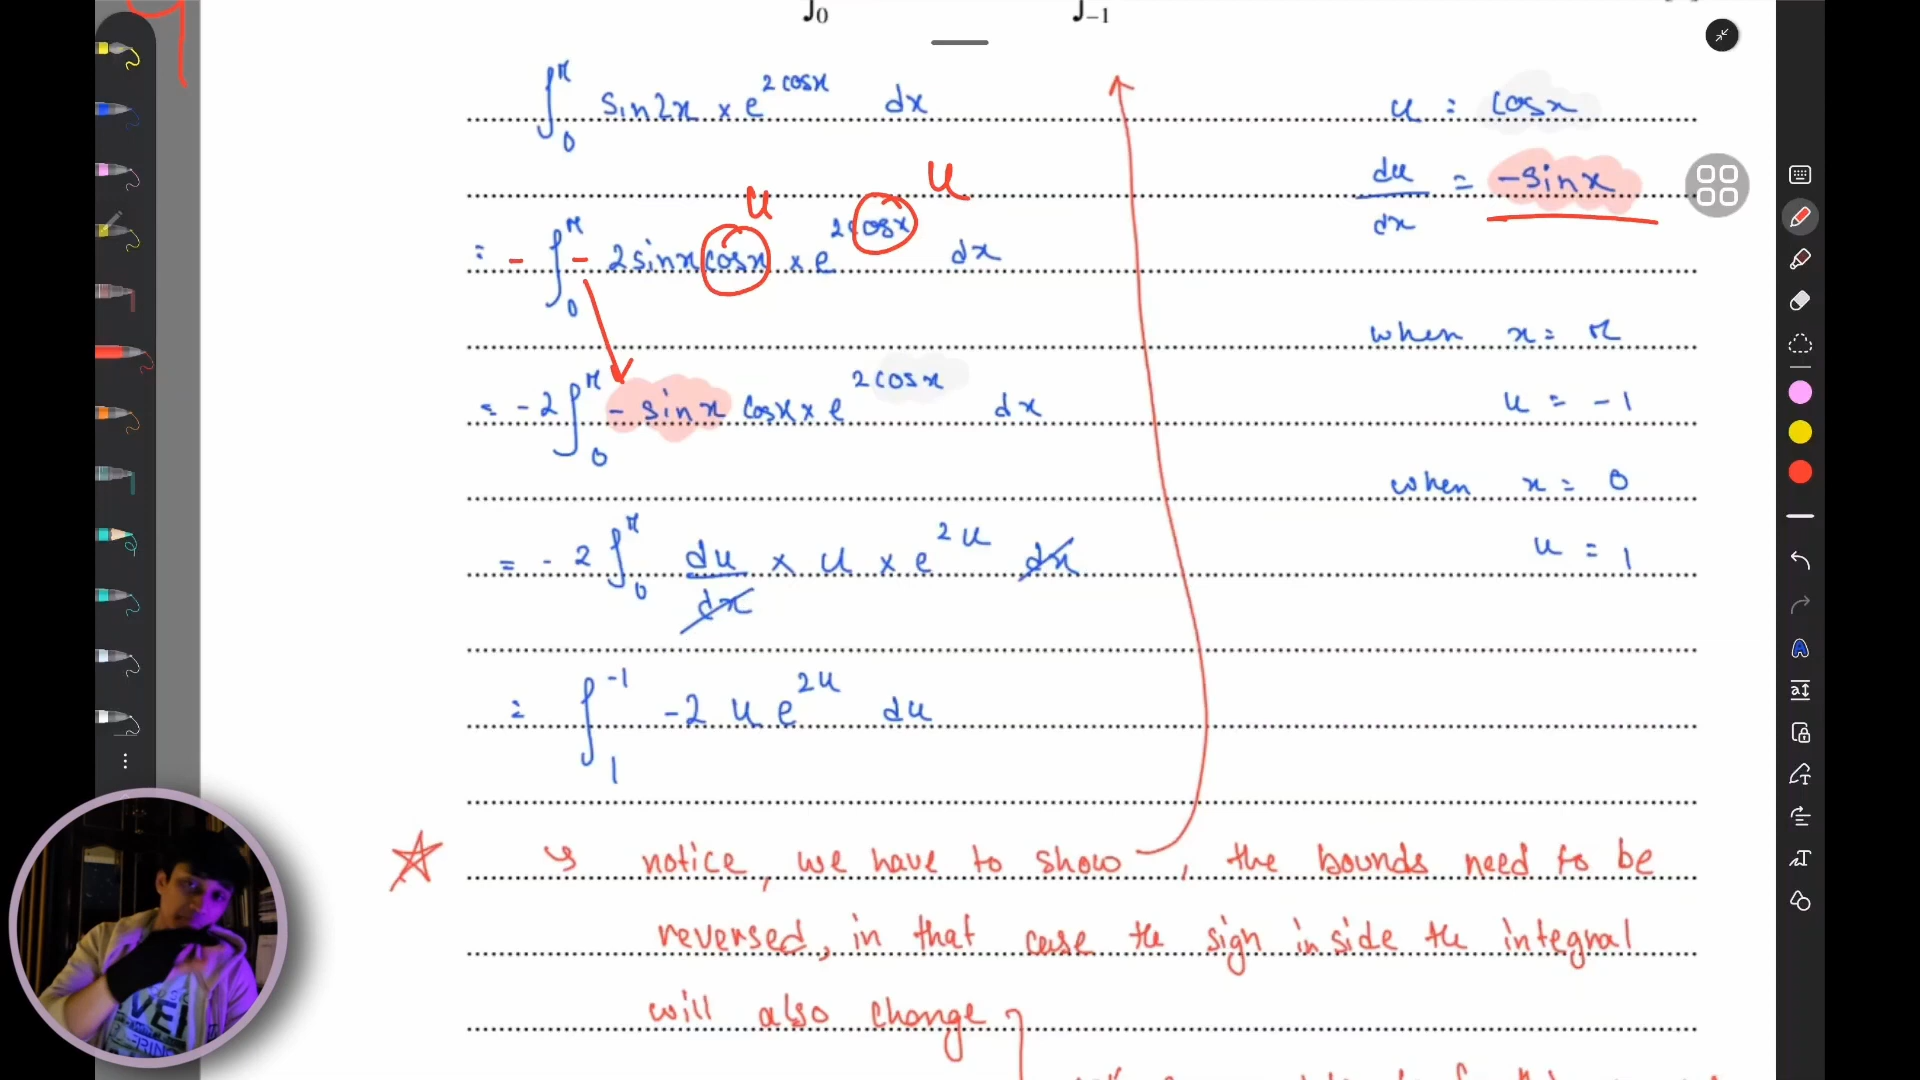 ∫₀ ∫₋₁
∫₀^π sin2x × e^(2cosx) dx
u = cosx
du/dx = -sinx
u u
= - ∫₀^π - 2sinx cosx × e^(2cosx) dx
when x = π
= -2 ∫₀^π - sinx cosx × e^(2cosx) dx
u = -1
when x = 0
= -2 ∫₀^π du/dx × u × e^(2u) dx
u = 1
= ∫₁^(-1) -2 u e^(2u) du
☆ ↳ notice, we have to show, the bounds need to be
reversed, in that case the sign inside the integral
will also change